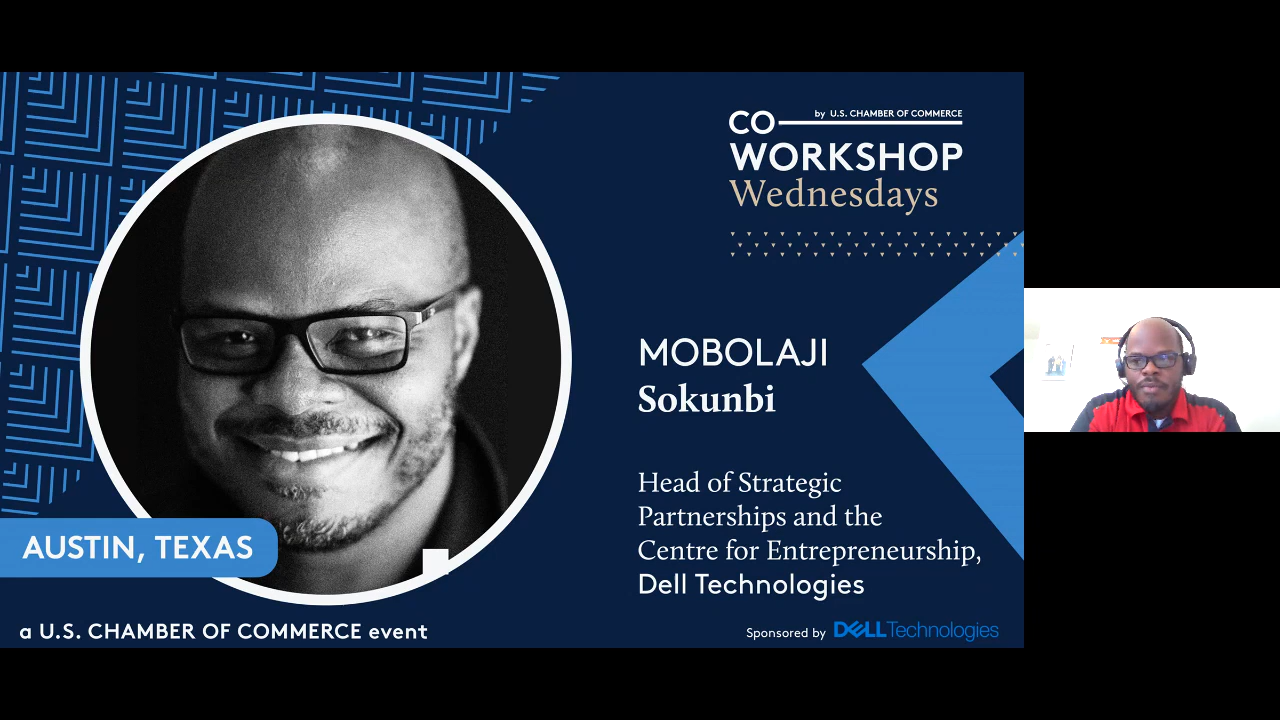 CO by U.S. CHAMBER OF COMMERCE
WORKSHOP
Wednesdays
MOBOLAJI
Sokunbi
Head of Strategic
Partnerships and the
Centre for Entrepreneurship,
Dell Technologies
AUSTIN, TEXAS
a U.S. CHAMBER OF COMMERCE event
Sponsored by DELL Technologies